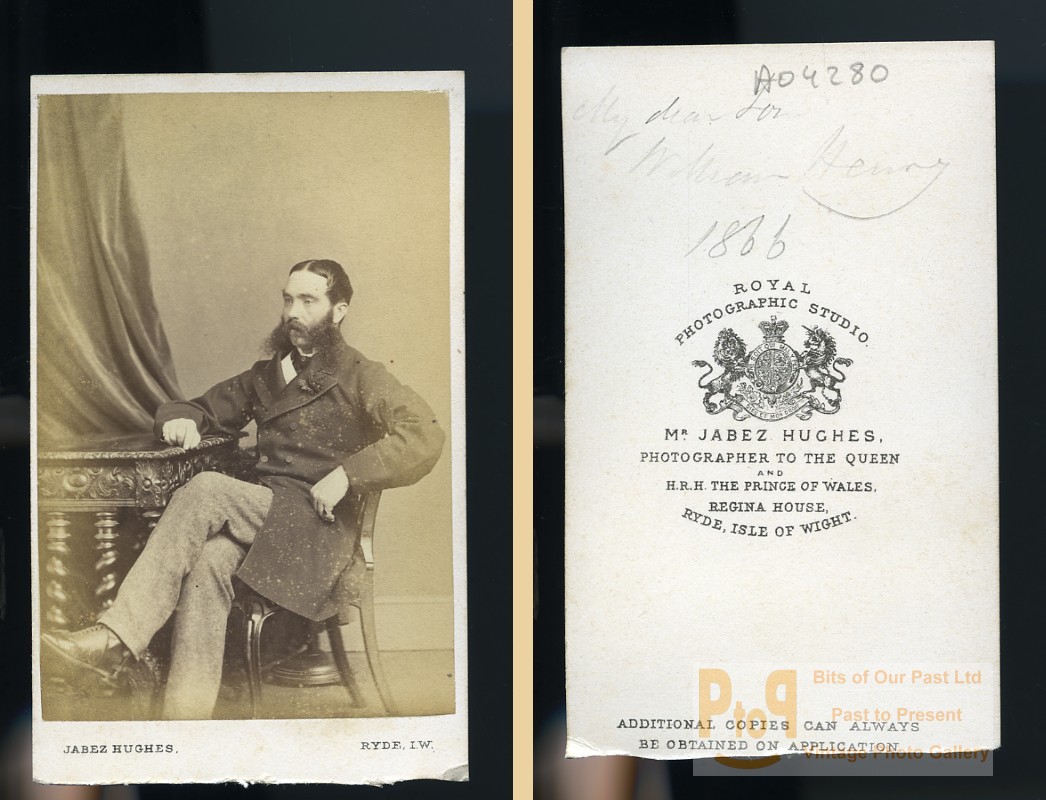 JABEZ HUGHES, RYDE, I.W.
A04280
My dear Son
William Henry
1866
ROYAL
PHOTOGRAPHIC STUDIO.
MR JABEZ HUGHES,
PHOTOGRAPHER TO THE QUEEN
AND
H.R.H. THE PRINCE OF WALES,
REGINA HOUSE,
RYDE, ISLE OF WIGHT.
ADDITIONAL COPIES CAN ALWAYS
BE OBTAINED ON APPLICATION
PtoP
Bits of Our Past Ltd
Past to Present
Vintage Photo Gallery